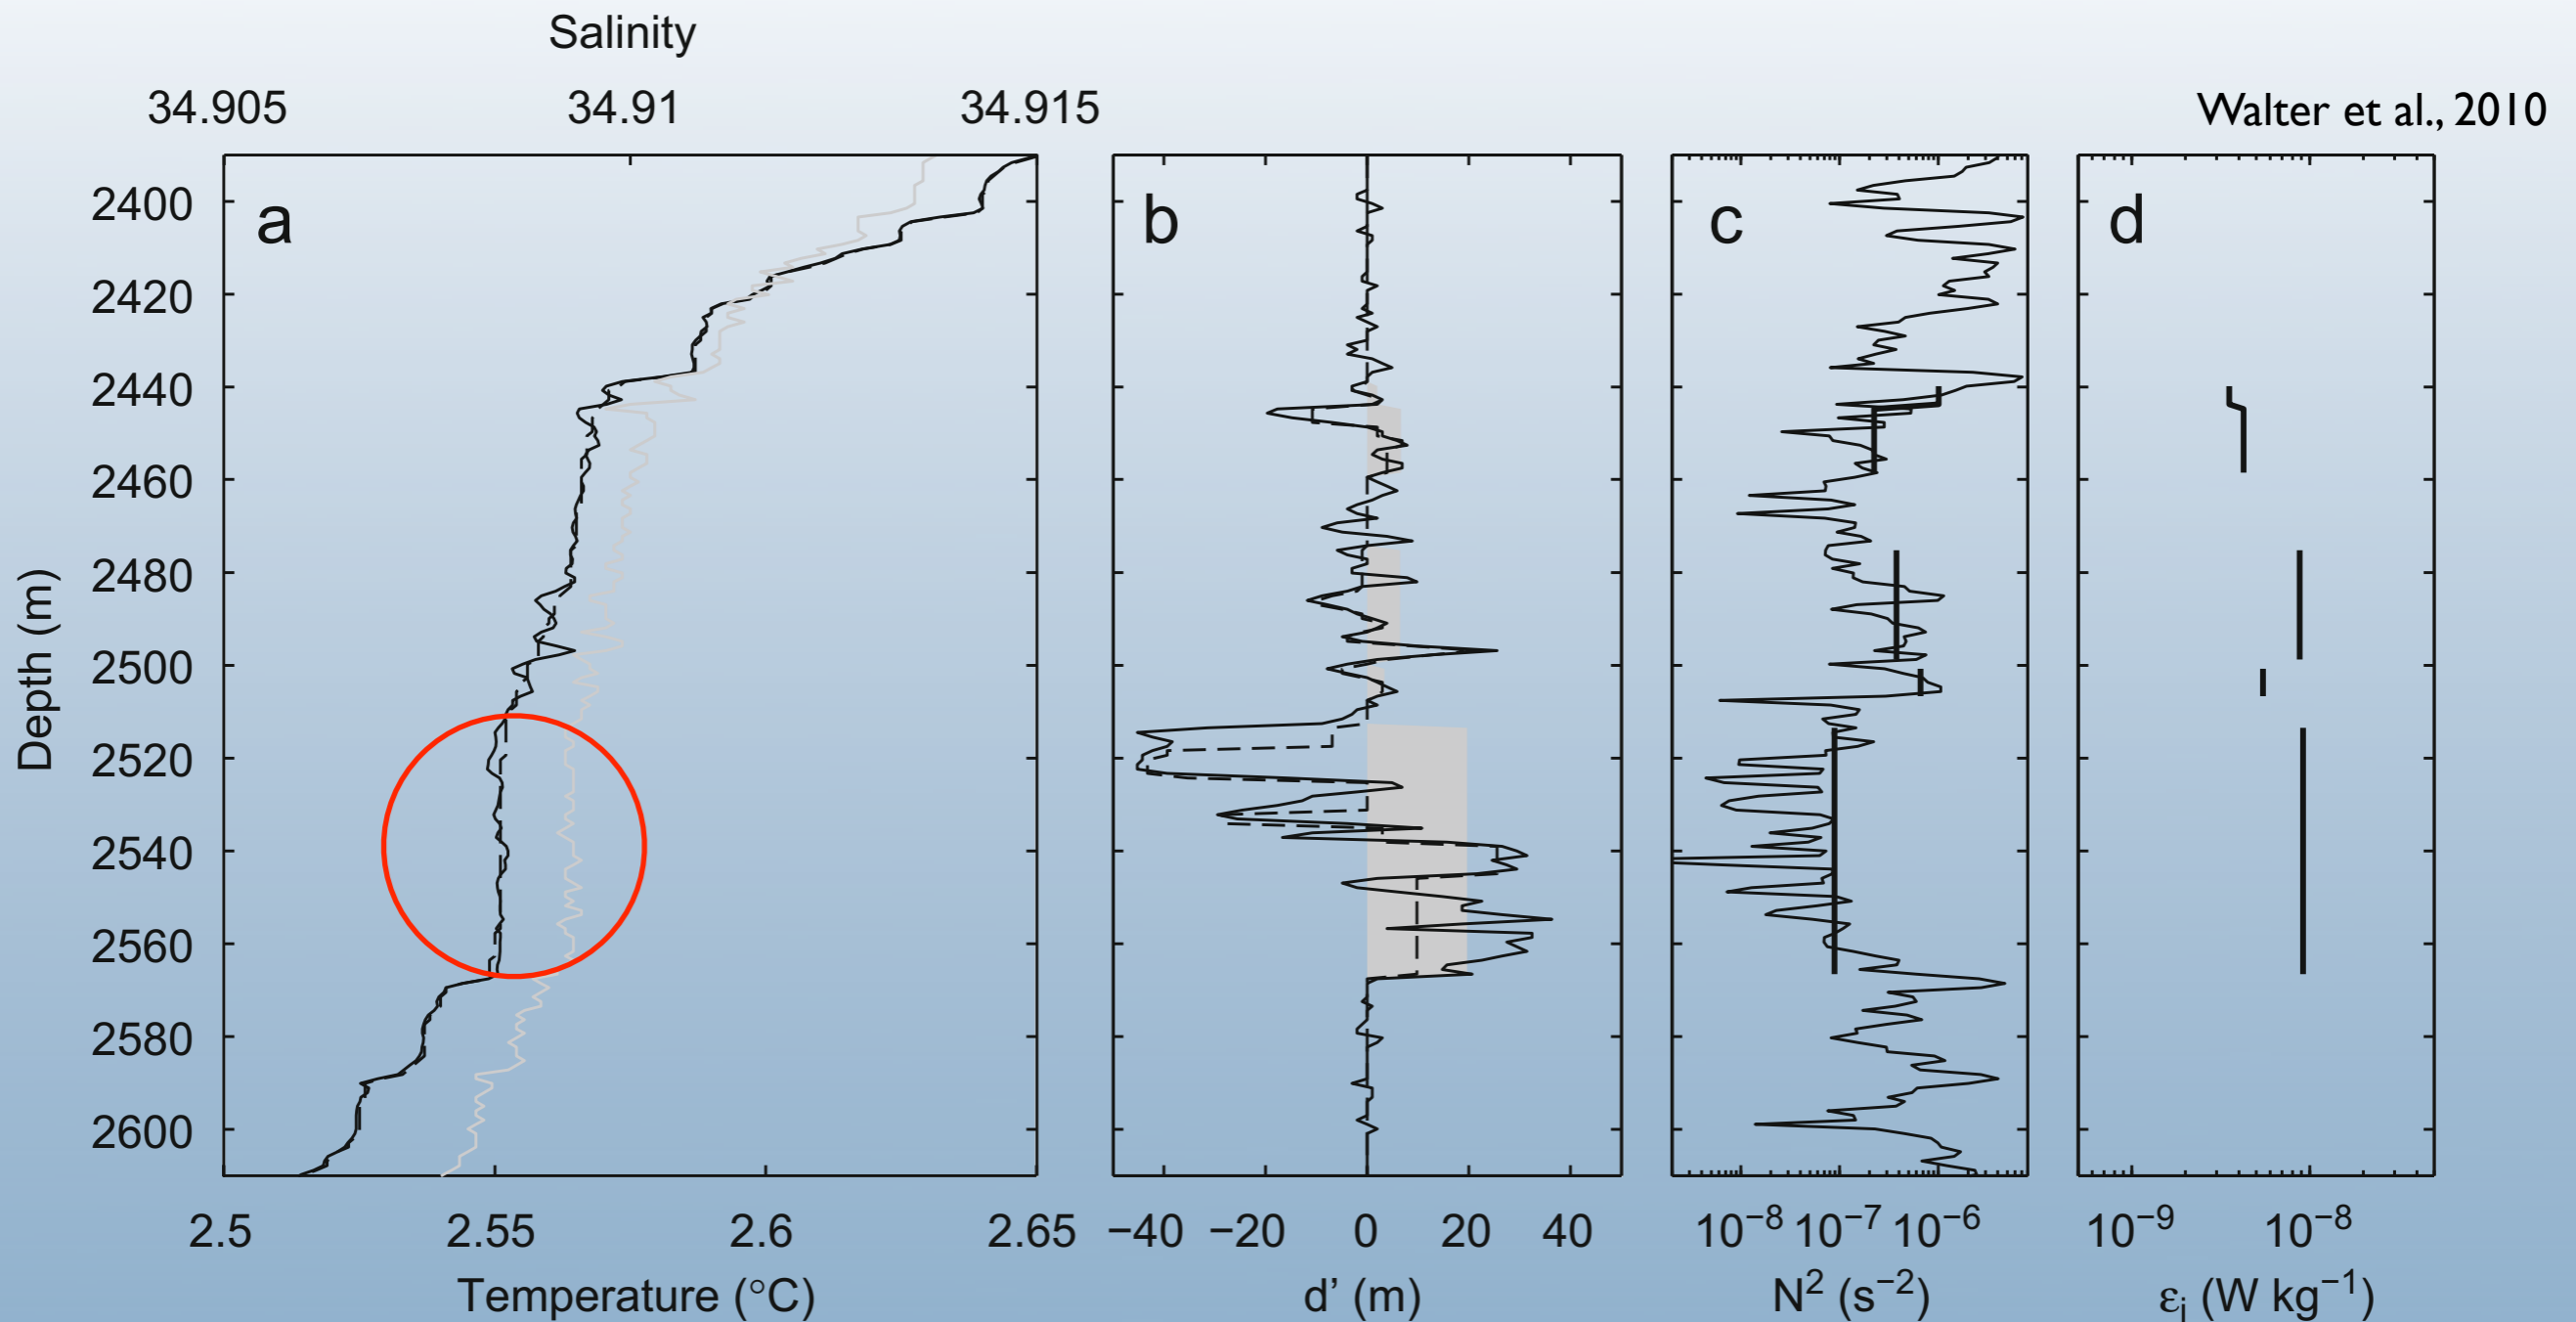 Salinity
34.905 34.91 34.915
Walter et al., 2010
a b c d
2400
2420
2440
2460
2480
2500
2520
2540
2560
2580
2600
Depth (m)
2.5 2.55 2.6 2.65
−40 −20 0 20 40
10⁻⁸ 10⁻⁷ 10⁻⁶
10⁻⁹ 10⁻⁸
Temperature (°C)
d’ (m)
N² (s⁻²)
εᵢ (W kg⁻¹)